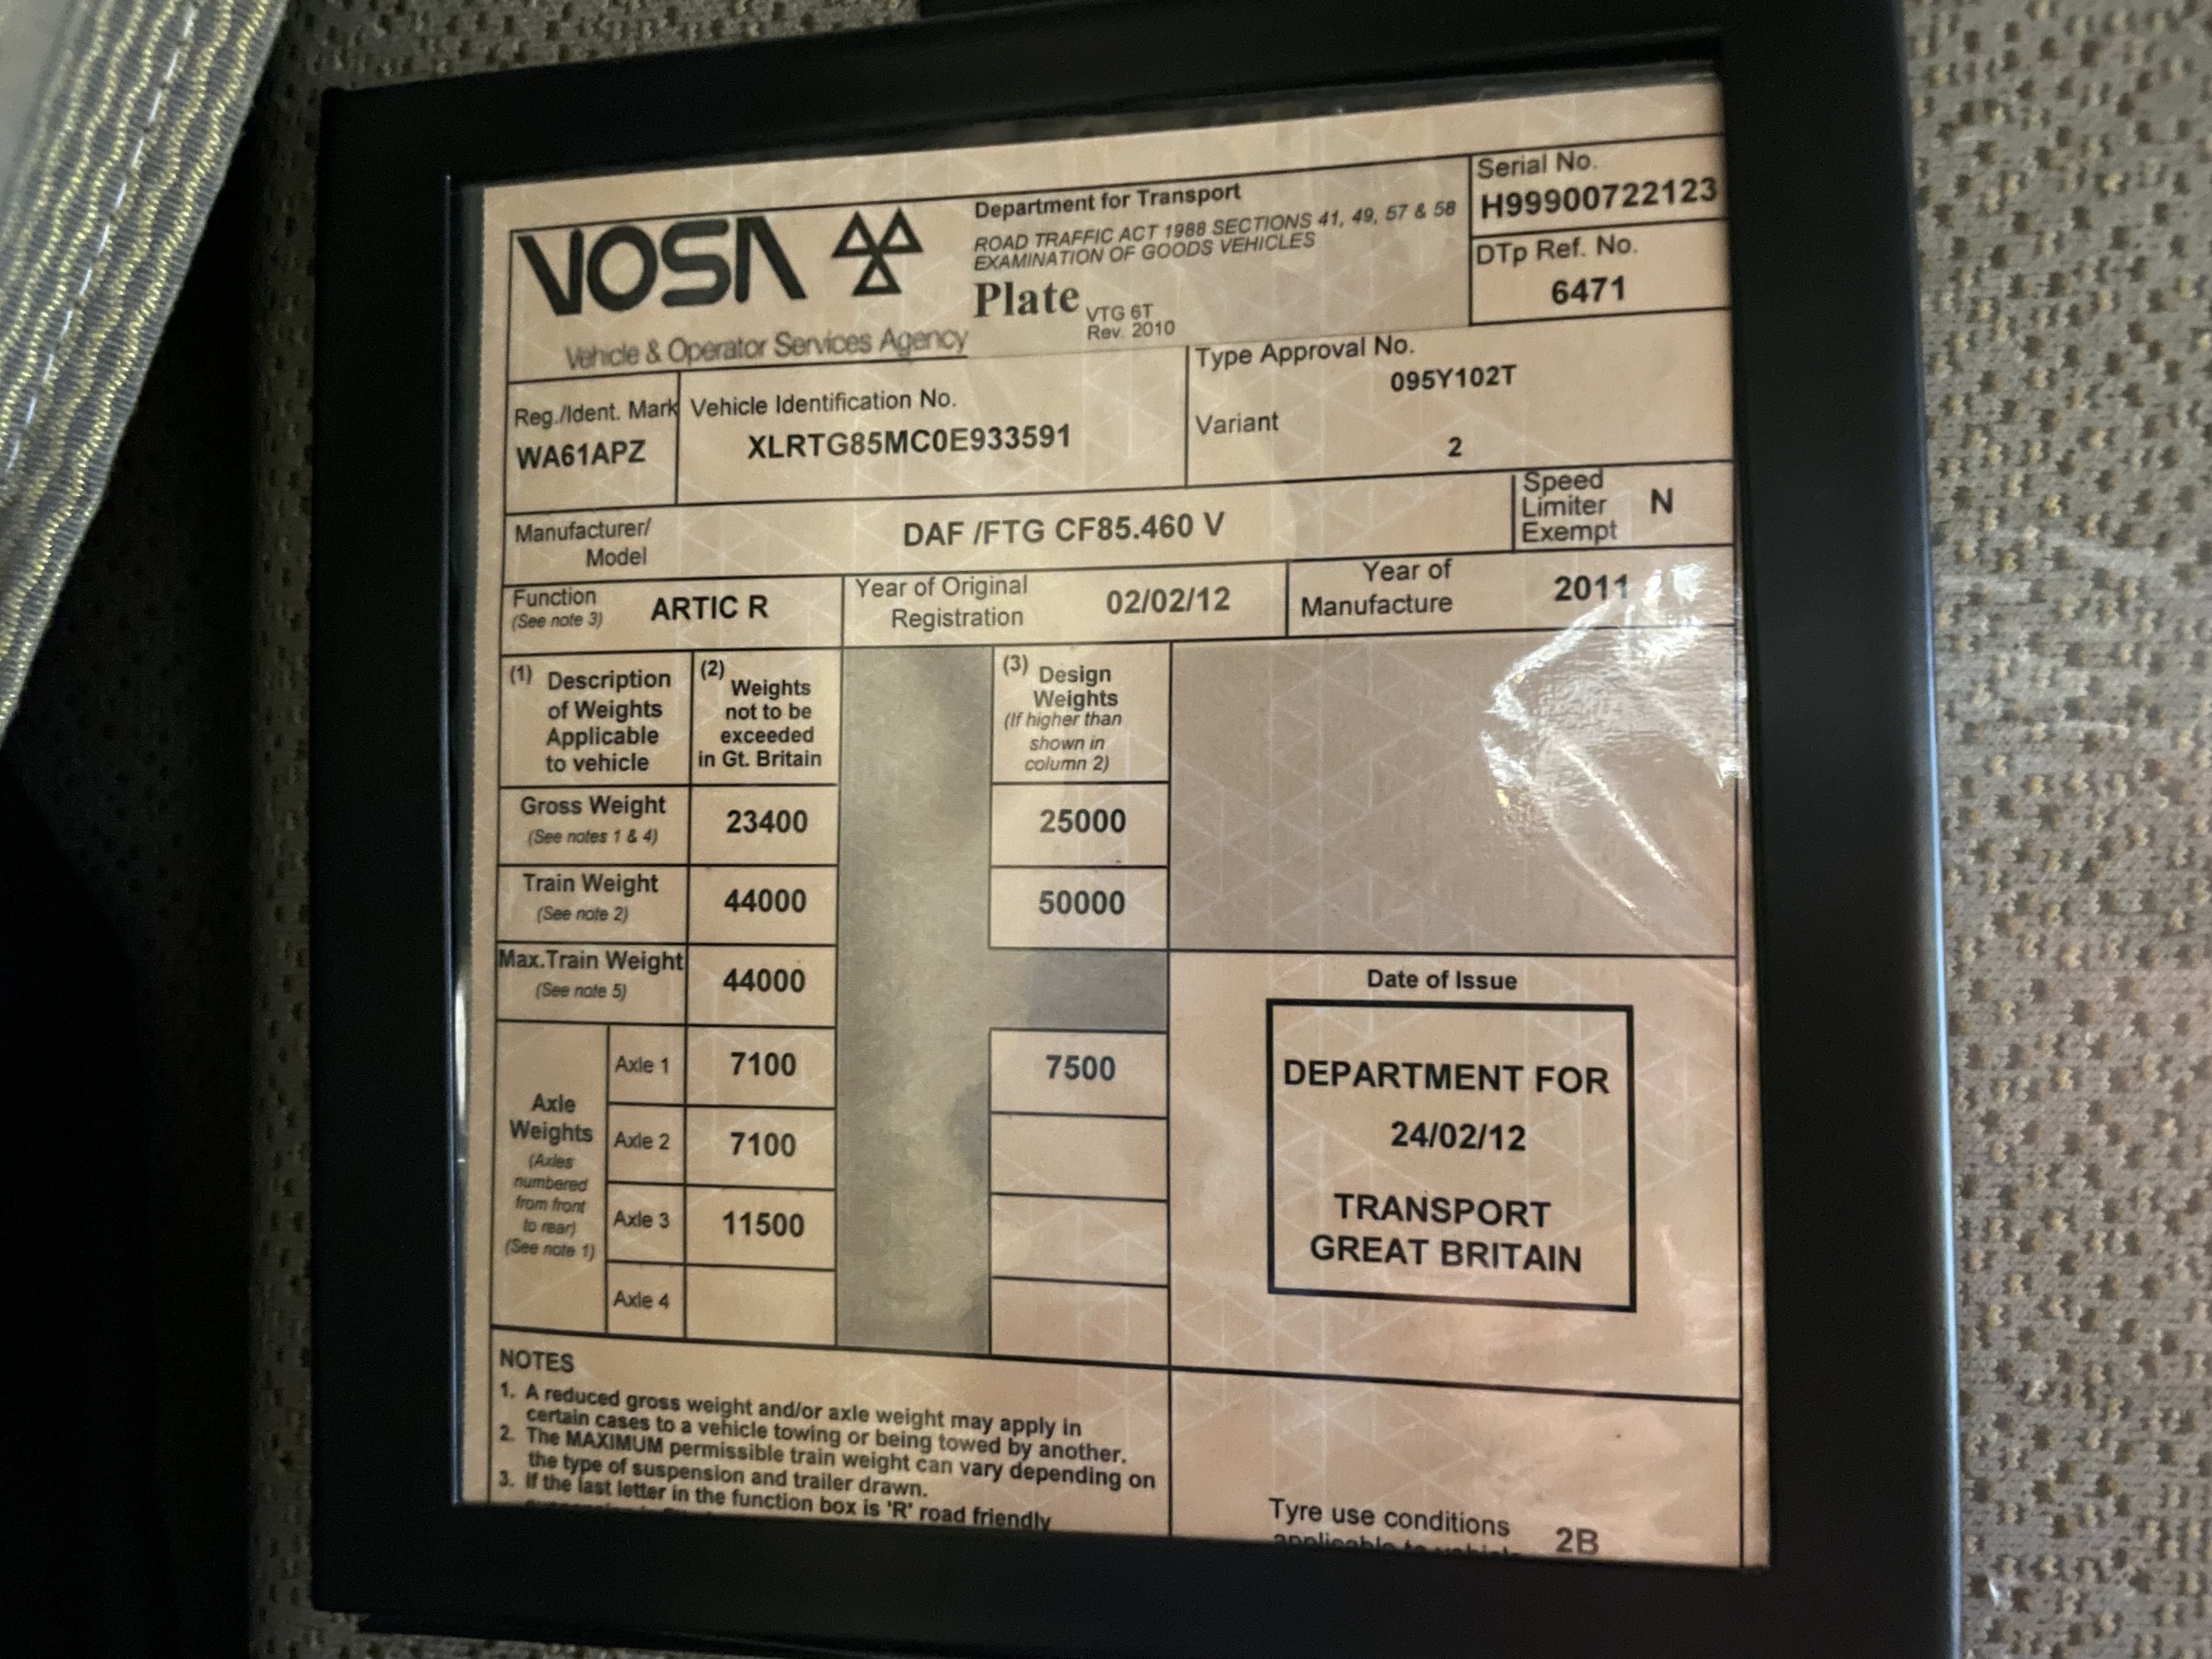 VOSA
Vehicle & Operator Services Agency
Department for Transport
ROAD TRAFFIC ACT 1988 SECTIONS 41, 49, 57 & 58
EXAMINATION OF GOODS VEHICLES
Plate VTG 6T
Rev. 2010
Serial No.
H99900722123
DTp Ref. No.
6471
Reg./Ident. Mark
WA61APZ
Vehicle Identification No.
XLRTG85MC0E933591
Type Approval No.
095Y102T
Variant
2
Manufacturer/
Model
DAF /FTG CF85.460 V
Speed
Limiter
Exempt
N
Function
(See note 3)
ARTIC R
Year of Original
Registration
02/02/12
Year of
Manufacture
2011
(1) Description
of Weights
Applicable
to vehicle
(2) Weights
not to be
exceeded
in Gt. Britain
(3) Design
Weights
(If higher than
shown in
column 2)
Gross Weight
(See notes 1 & 4)
23400
25000
Train Weight
(See note 2)
44000
50000
Max.Train Weight
(See note 5)
44000
Axle
Weights
(Axles
numbered
from front
to rear)
(See note 1)
Axle 1
7100
7500
Axle 2
7100
Axle 3
11500
Axle 4
Date of Issue
DEPARTMENT FOR
24/02/12
TRANSPORT
GREAT BRITAIN
NOTES
1. A reduced gross weight and/or axle weight may apply in
certain cases to a vehicle towing or being towed by another.
2. The MAXIMUM permissible train weight can vary depending on
the type of suspension and trailer drawn.
3. If the last letter in the function box is 'R' road friendly
Tyre use conditions
applicable to vehicle
2B